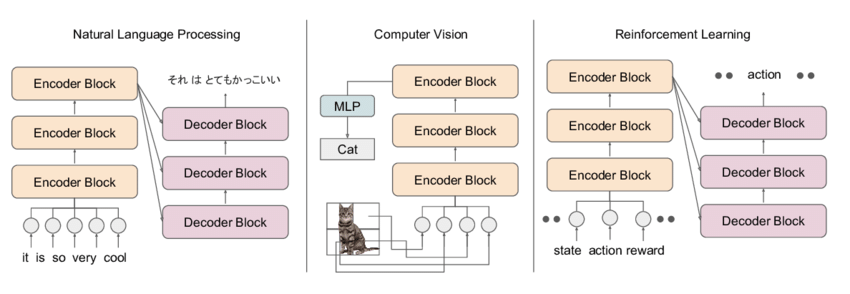 Natural Language Processing
Encoder Block
Encoder Block
Encoder Block
it is so very cool
それ は とてもかっこいい
Decoder Block
Decoder Block
Decoder Block
Computer Vision
Encoder Block
Encoder Block
Encoder Block
MLP
Cat
Reinforcement Learning
Encoder Block
Encoder Block
Encoder Block
state action reward
action
Decoder Block
Decoder Block
Decoder Block